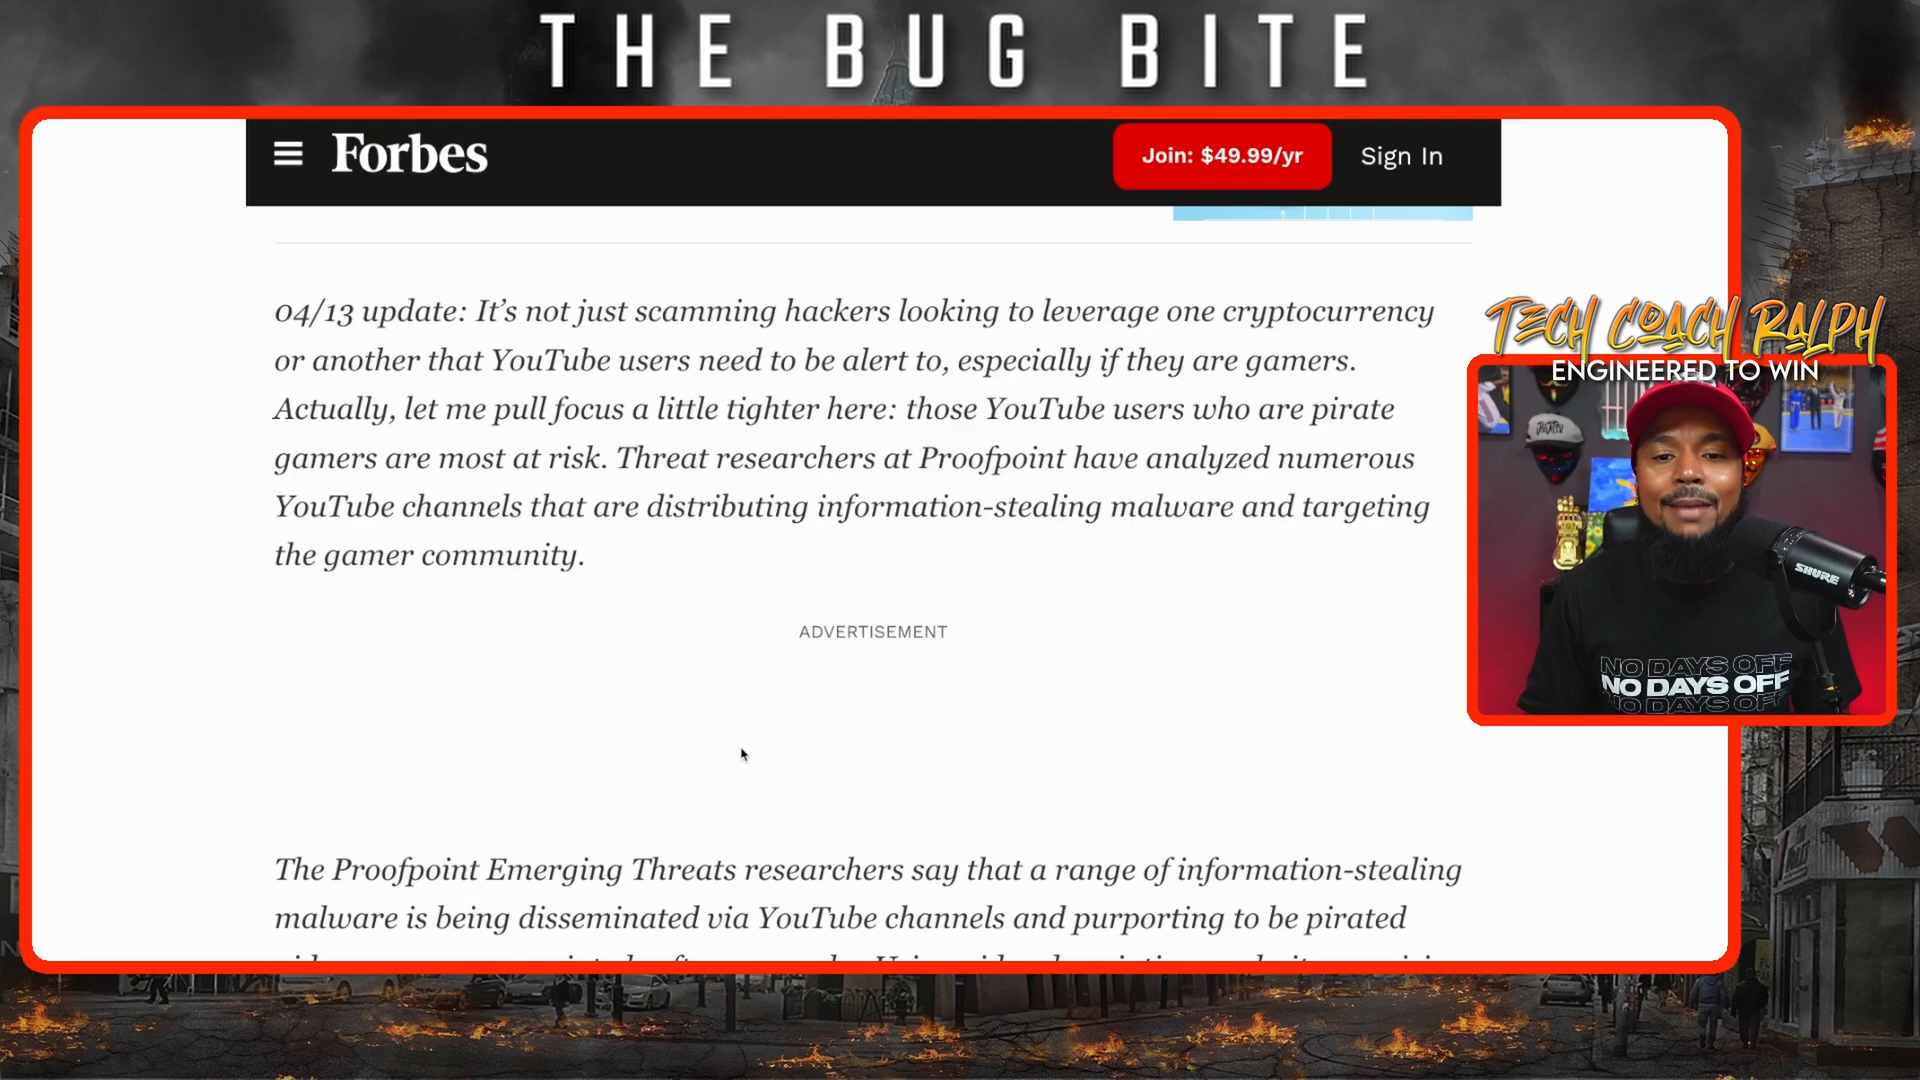 THE BUG BITE
Forbes
Join: $49.99/yr
Sign In
04/13 update: It’s not just scamming hackers looking to leverage one cryptocurrency
or another that YouTube users need to be alert to, especially if they are gamers.
Actually, let me pull focus a little tighter here: those YouTube users who are pirate
gamers are most at risk. Threat researchers at Proofpoint have analyzed numerous
YouTube channels that are distributing information-stealing malware and targeting
the gamer community.
ADVERTISEMENT
The Proofpoint Emerging Threats researchers say that a range of information-stealing
malware is being disseminated via YouTube channels and purporting to be pirated
TECH COACH RALPH
ENGINEERED TO WIN
SHURE
NO DAYS OFF
NO DAYS OFF
NO DAYS OFF